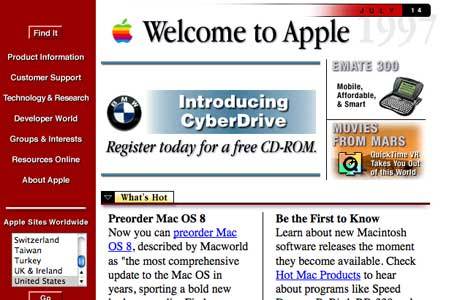 Find It
Product Information
Customer Support
Technology & Research
Developer World
Groups & Interests
Resources Online
About Apple
Apple Sites Worldwide
Switzerland
Taiwan
Turkey
UK & Ireland
United States
Go
JULY 14
1997
Welcome to Apple
BMW
Introducing
CyberDrive
Register today for a free CD-ROM.
EMATE 300
Mobile,
Affordable,
& Smart
MOVIES
FROM MARS
QuickTime VR
Takes You Out
of this World
What's Hot
Preorder Mac OS 8
Now you can preorder Mac
OS 8, described by Macworld
as "the most comprehensive
update to the Mac OS in
years, sporting a bold new
Be the First to Know
Learn about new Macintosh
software releases the moment
they become available. Check
Hot Mac Products to hear
about programs like Speed